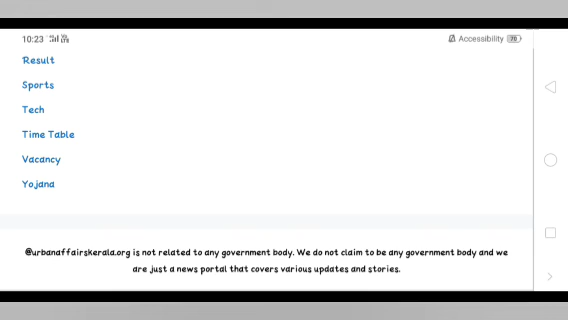 10:23
Accessibility 70
Result
Sports
Tech
Time Table
Vacancy
Yojana
@urbanaffairskerala.org is not related to any government body. We do not claim to be any government body and we
are just a news portal that covers various updates and stories.